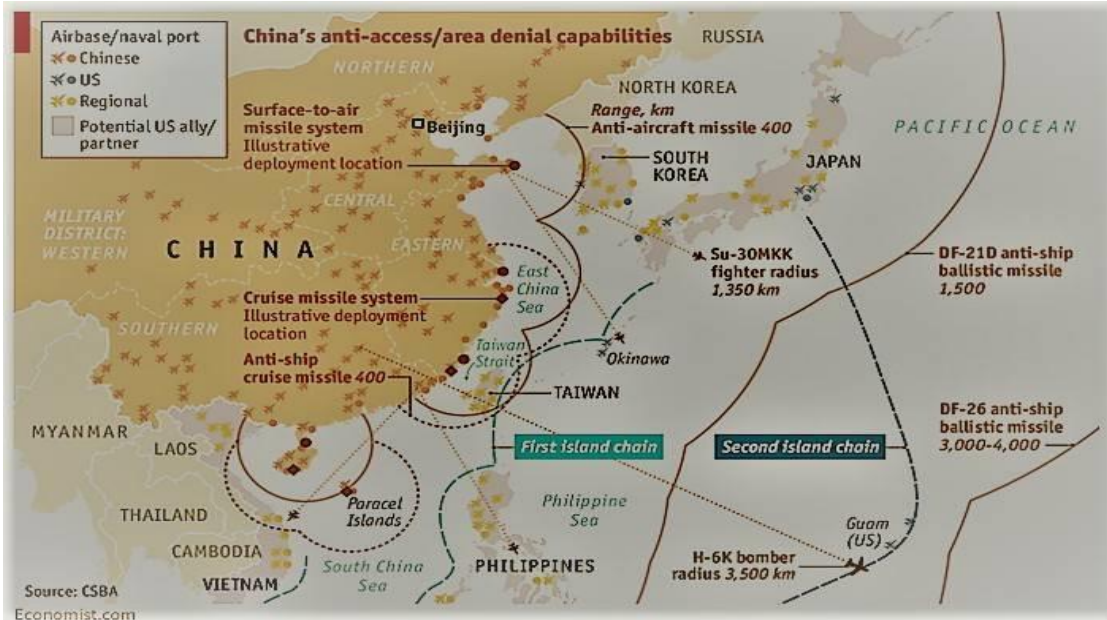 Airbase/naval port
Chinese
US
Regional
Potential US ally/
partner
China's anti-access/area denial capabilities
RUSSIA
NORTHERN
NORTH KOREA
Surface-to-air
missile system
Illustrative
deployment
location
Beijing
Range, km
Anti-aircraft missile 400
PACIFIC OCEAN
SOUTH
KOREA
JAPAN
CENTRAL
MILITARY
DISTRICT:
WESTERN
CHINA
EASTERN
East
China
Sea
Su-30MKK
fighter radius
1,350 km
DF-21D anti-ship
ballistic missile
1,500
Cruise missile system
Illustrative deployment
location
SOUTHERN
Taiwan
Strait
Okinawa
Anti-ship
cruise missile 400
TAIWAN
DF-26 anti-ship
ballistic missile
3,000-4,000
MYANMAR
LAOS
First island chain
Second island chain
Paracel
Islands
Philippine
Sea
THAILAND
Guam
(US)
CAMBODIA
H-6K bomber
radius 3,500 km
South China
Sea
PHILIPPINES
VIETNAM
Source: CSBA
Economist.com